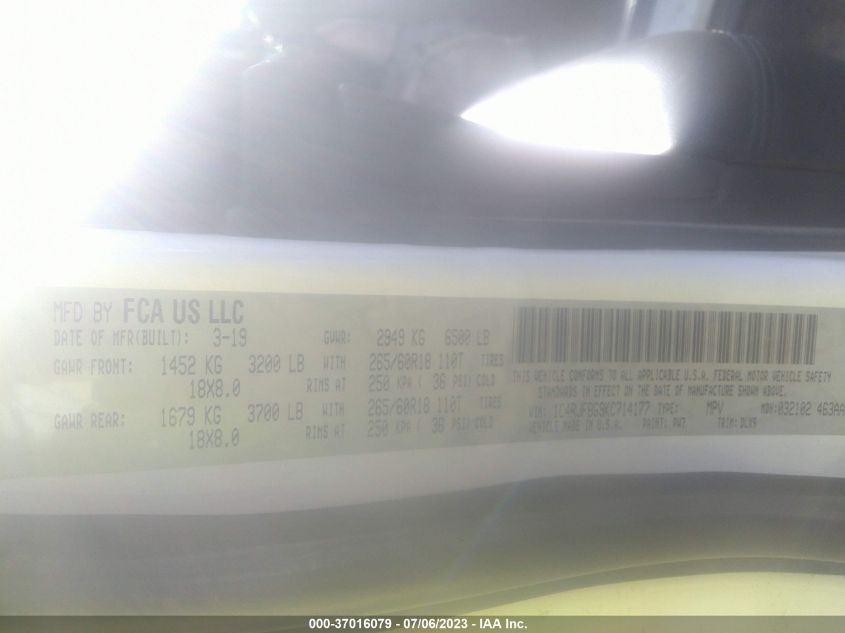 MFD BY FCA US LLC
DATE OF MFR(BUILT): 3-19 GVWR: 2949 KG 6500 LB
GAWR FRONT: 1452 KG 3200 LB WITH 265/60R18 110T TIRES
18X8.0 RIMS AT 250 KPA ( 36 PSI) COLD
GAWR REAR: 1679 KG 3700 LB WITH 265/60R18 110T TIRES
18X8.0 RIMS AT 250 KPA ( 36 PSI) COLD
THIS VEHICLE CONFORMS TO ALL APPLICABLE U.S.A. FEDERAL MOTOR VEHICLE SAFETY
STANDARDS IN EFFECT ON THE DATE OF MANUFACTURE SHOWN ABOVE.
VIN: 1C4RJFBG9KC714177 TYPE: MPV MDH: 032102 463AA
VEHICLE MADE IN U.S.A. PAINT: PW7 TRIM: DLX9
000-37016079 - 07/06/2023 - IAA Inc.